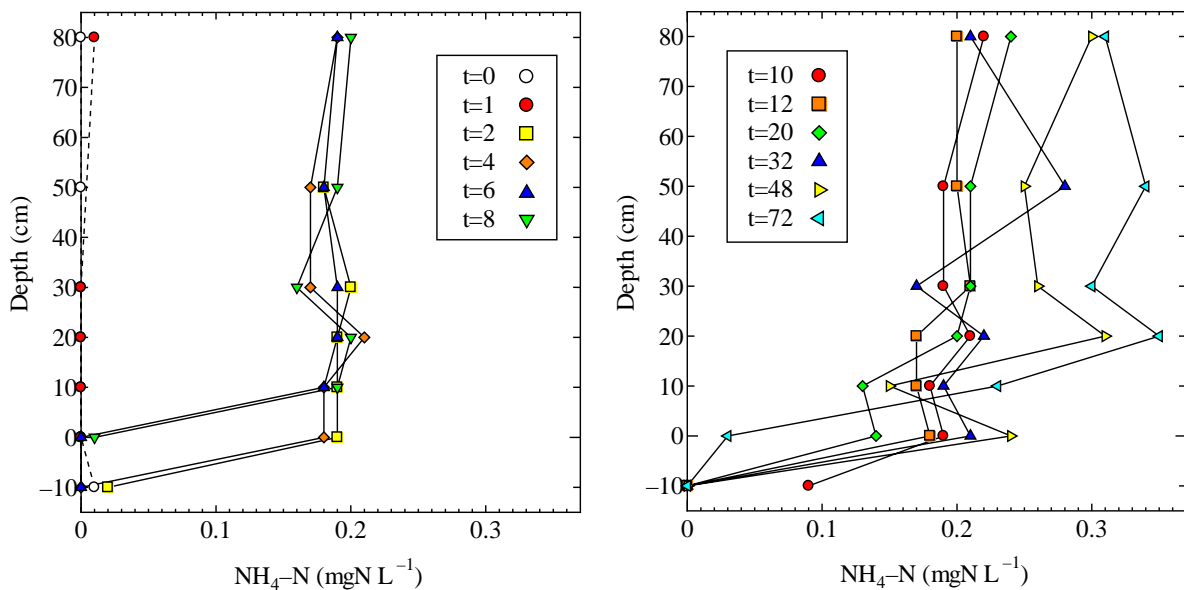 80
70
60
50
40
30
20
10
0
–10
Depth (cm)
0
0.1
0.2
0.3
NH₄–N (mgN L⁻¹)
t=0
t=1
t=2
t=4
t=6
t=8
80
70
60
50
40
30
20
10
0
–10
Depth (cm)
0
0.1
0.2
0.3
NH₄–N (mgN L⁻¹)
t=10
t=12
t=20
t=32
t=48
t=72